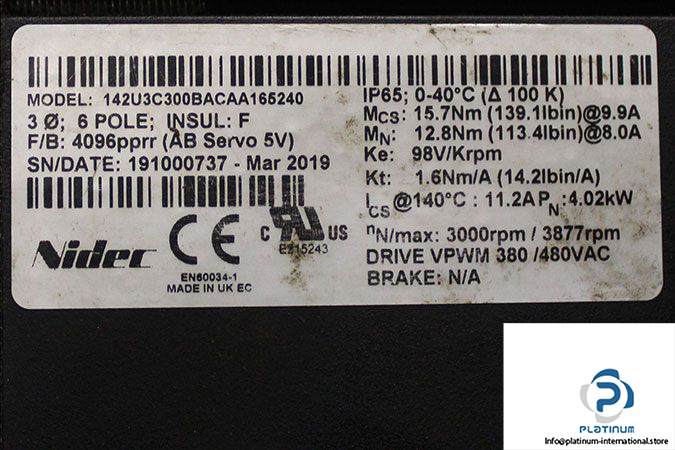 MODEL: 142U3C300BACAA165240
3 Ø; 6 POLE; INSUL: F
F/B: 4096pprr (AB Servo 5V)
SN/DATE: 191000737 - Mar 2019
Nidec
CE
EN60034-1
MADE IN UK EC
C US
E215243
IP65; 0-40°C (Δ 100 K)
MCS: 15.7Nm (139.1lbin)@9.9A
MN: 12.8Nm (113.4lbin)@8.0A
Ke: 98V/Krpm
Kt: 1.6Nm/A (14.2lbin/A)
ICS @140°C : 11.2A PN:4.02kW
nN/max: 3000rpm / 3877rpm
DRIVE VPWM 380 /480VAC
BRAKE: N/A
PLATINUM
Info@platinum-international.store